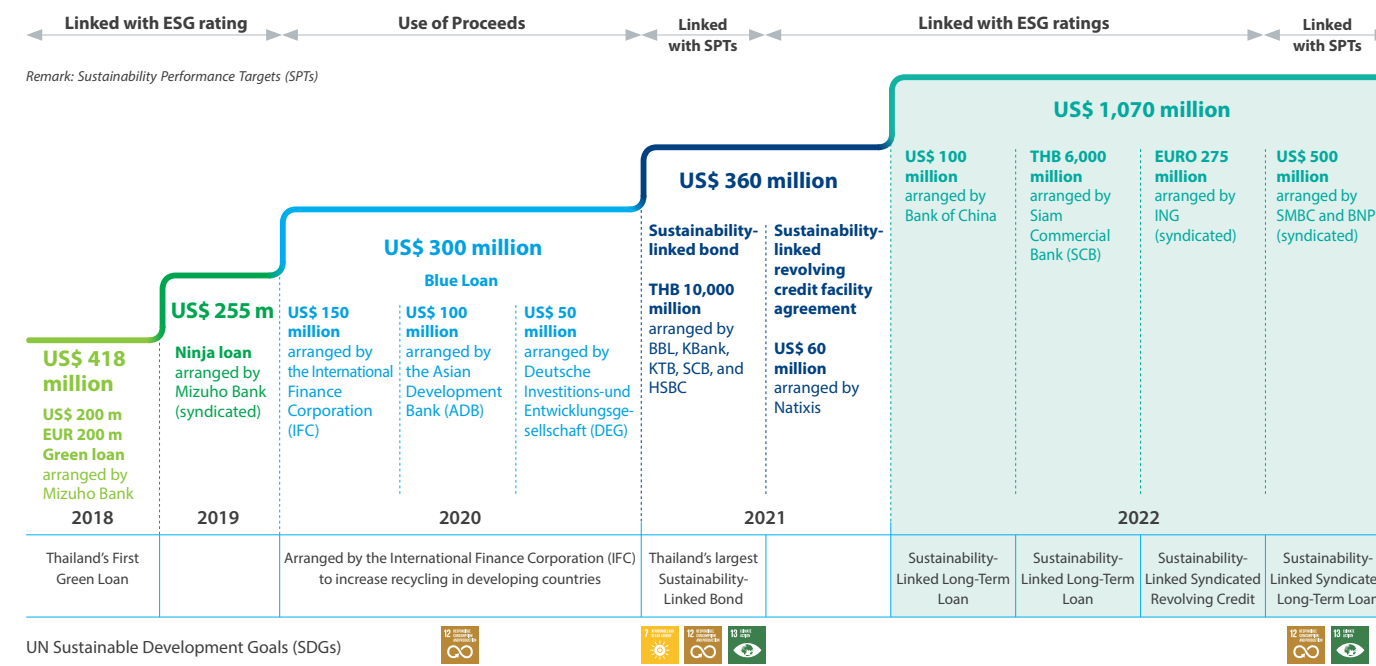 Linked with ESG rating
Use of Proceeds
Linked
with SPTs
Linked with ESG ratings
Linked
with SPTs
Remark: Sustainability Performance Targets (SPTs)
US$ 418
million
US$ 200 m
EUR 200 m
Green loan
arranged by
Mizuho Bank
US$ 255 m
Ninja loan
arranged by
Mizuho Bank
(syndicated)
US$ 300 million
Blue Loan
US$ 150
million
arranged by
the International
Finance
Corporation
(IFC)
US$ 100
million
arranged by
the Asian
Development
Bank (ADB)
US$ 50
million
arranged by
Deutsche
Investitions-und
Entwicklungsge-
sellschaft (DEG)
US$ 360 million
Sustainability-
linked bond
THB 10,000
million
arranged by
BBL, KBank,
KTB, SCB, and
HSBC
Sustainability-
linked
revolving
credit facility
agreement
US$ 60
million
arranged by
Natixis
US$ 1,070 million
US$ 100
million
arranged by
Bank of China
THB 6,000
million
arranged by
Siam
Commercial
Bank (SCB)
EURO 275
million
arranged by
ING
(syndicated)
US$ 500
million
arranged by
SMBC and BNP
(syndicated)
2018
2019
2020
2021
2022
Thailand's First
Green Loan
Arranged by the International Finance Corporation (IFC)
to increase recycling in developing countries
Thailand's largest
Sustainability-
Linked Bond
Sustainability-
Linked Long-Term
Loan
Sustainability-
Linked Long-Term
Loan
Sustainability-
Linked Syndicated
Revolving Credit
Sustainability-
Linked Syndicate
Long-Term Loan
UN Sustainable Development Goals (SDGs)
12
7
12
13
12
13